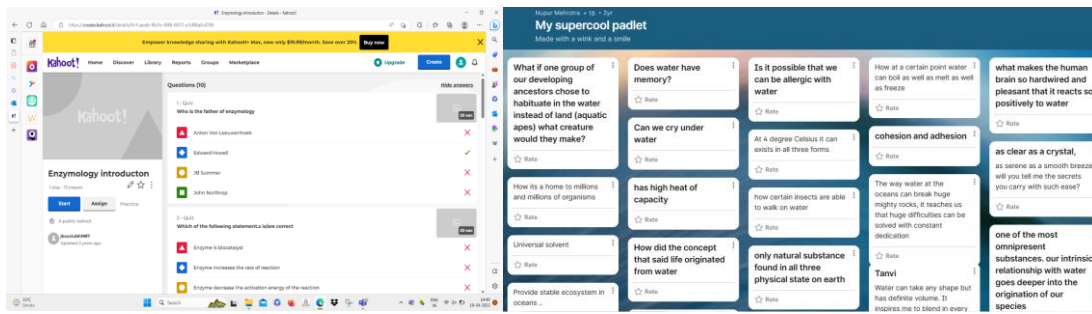 Enzymology introducton - Details - Kahoot!
Empower knowledge sharing with Kahoot!+ Max, now only $19.99/month. Save over 20%
Buy now
Kahoot!
Home
Discover
Library
Reports
Groups
Marketplace
Upgrade
Create
Kahoot!
Enzymology introducton
Start
Assign
Practice
A public kahoot
Updated 3 years ago
Questions (10)
Hide answers
1 - Quiz
Who is the father of enzymology
20 sec
Anton Van Leeuwenhoek
Edward Howell
JB Sumner
John Northrop
2 - Quiz
Which of the following statement.s is/are correct
20 sec
Enzyme is biocatalyst
Enzyme increases the rate of reaction
Enzyme decrease the activation energy of the reaction
Search
Nupur Mehrotra + 18 • 3yr
My supercool padlet
Made with a wink and a smile
What if one group of
our developing
ancestors chose to
habituate in the water
instead of land (aquatic
apes) what creature
would they make?
Rate
How its a home to millions
and millions of organisms
Rate
Universal solvent
Rate
Provide stable ecosystem in
oceans ..
Does water have
memory?
Rate
Can we cry under
water
Rate
has high heat of
capacity
Rate
How did the concept
that said life originated
from water
Rate
Is it possible that we
can be allergic with
water
Rate
At 4 degree Celsius it can
exists in all three forms
Rate
how certain insects are able
to walk on water
Rate
only natural substance
found in all three
physical state on earth
Rate
How at a certain point water
can boli as well as melt as well
as freeze
Rate
cohesion and adhesion
Rate
The way water at the
oceans can break huge
mighty rocks, it teaches us
that huge difficulties can be
solved with constant
dedication
Rate
Tanvi
Water can take any shape but
has definite volume. It
inspires me to blend in every
what makes the human
brain so hardwired and
pleasant that it reacts so
positively to water
Rate
as clear as a crystal,
as serene as a smooth breeze
will you tell me the secrets
you carry with such ease?
Rate
one of the most
omnipresent
substances. our intrinsic
relationship with water
goes deeper into the
origination of our
species